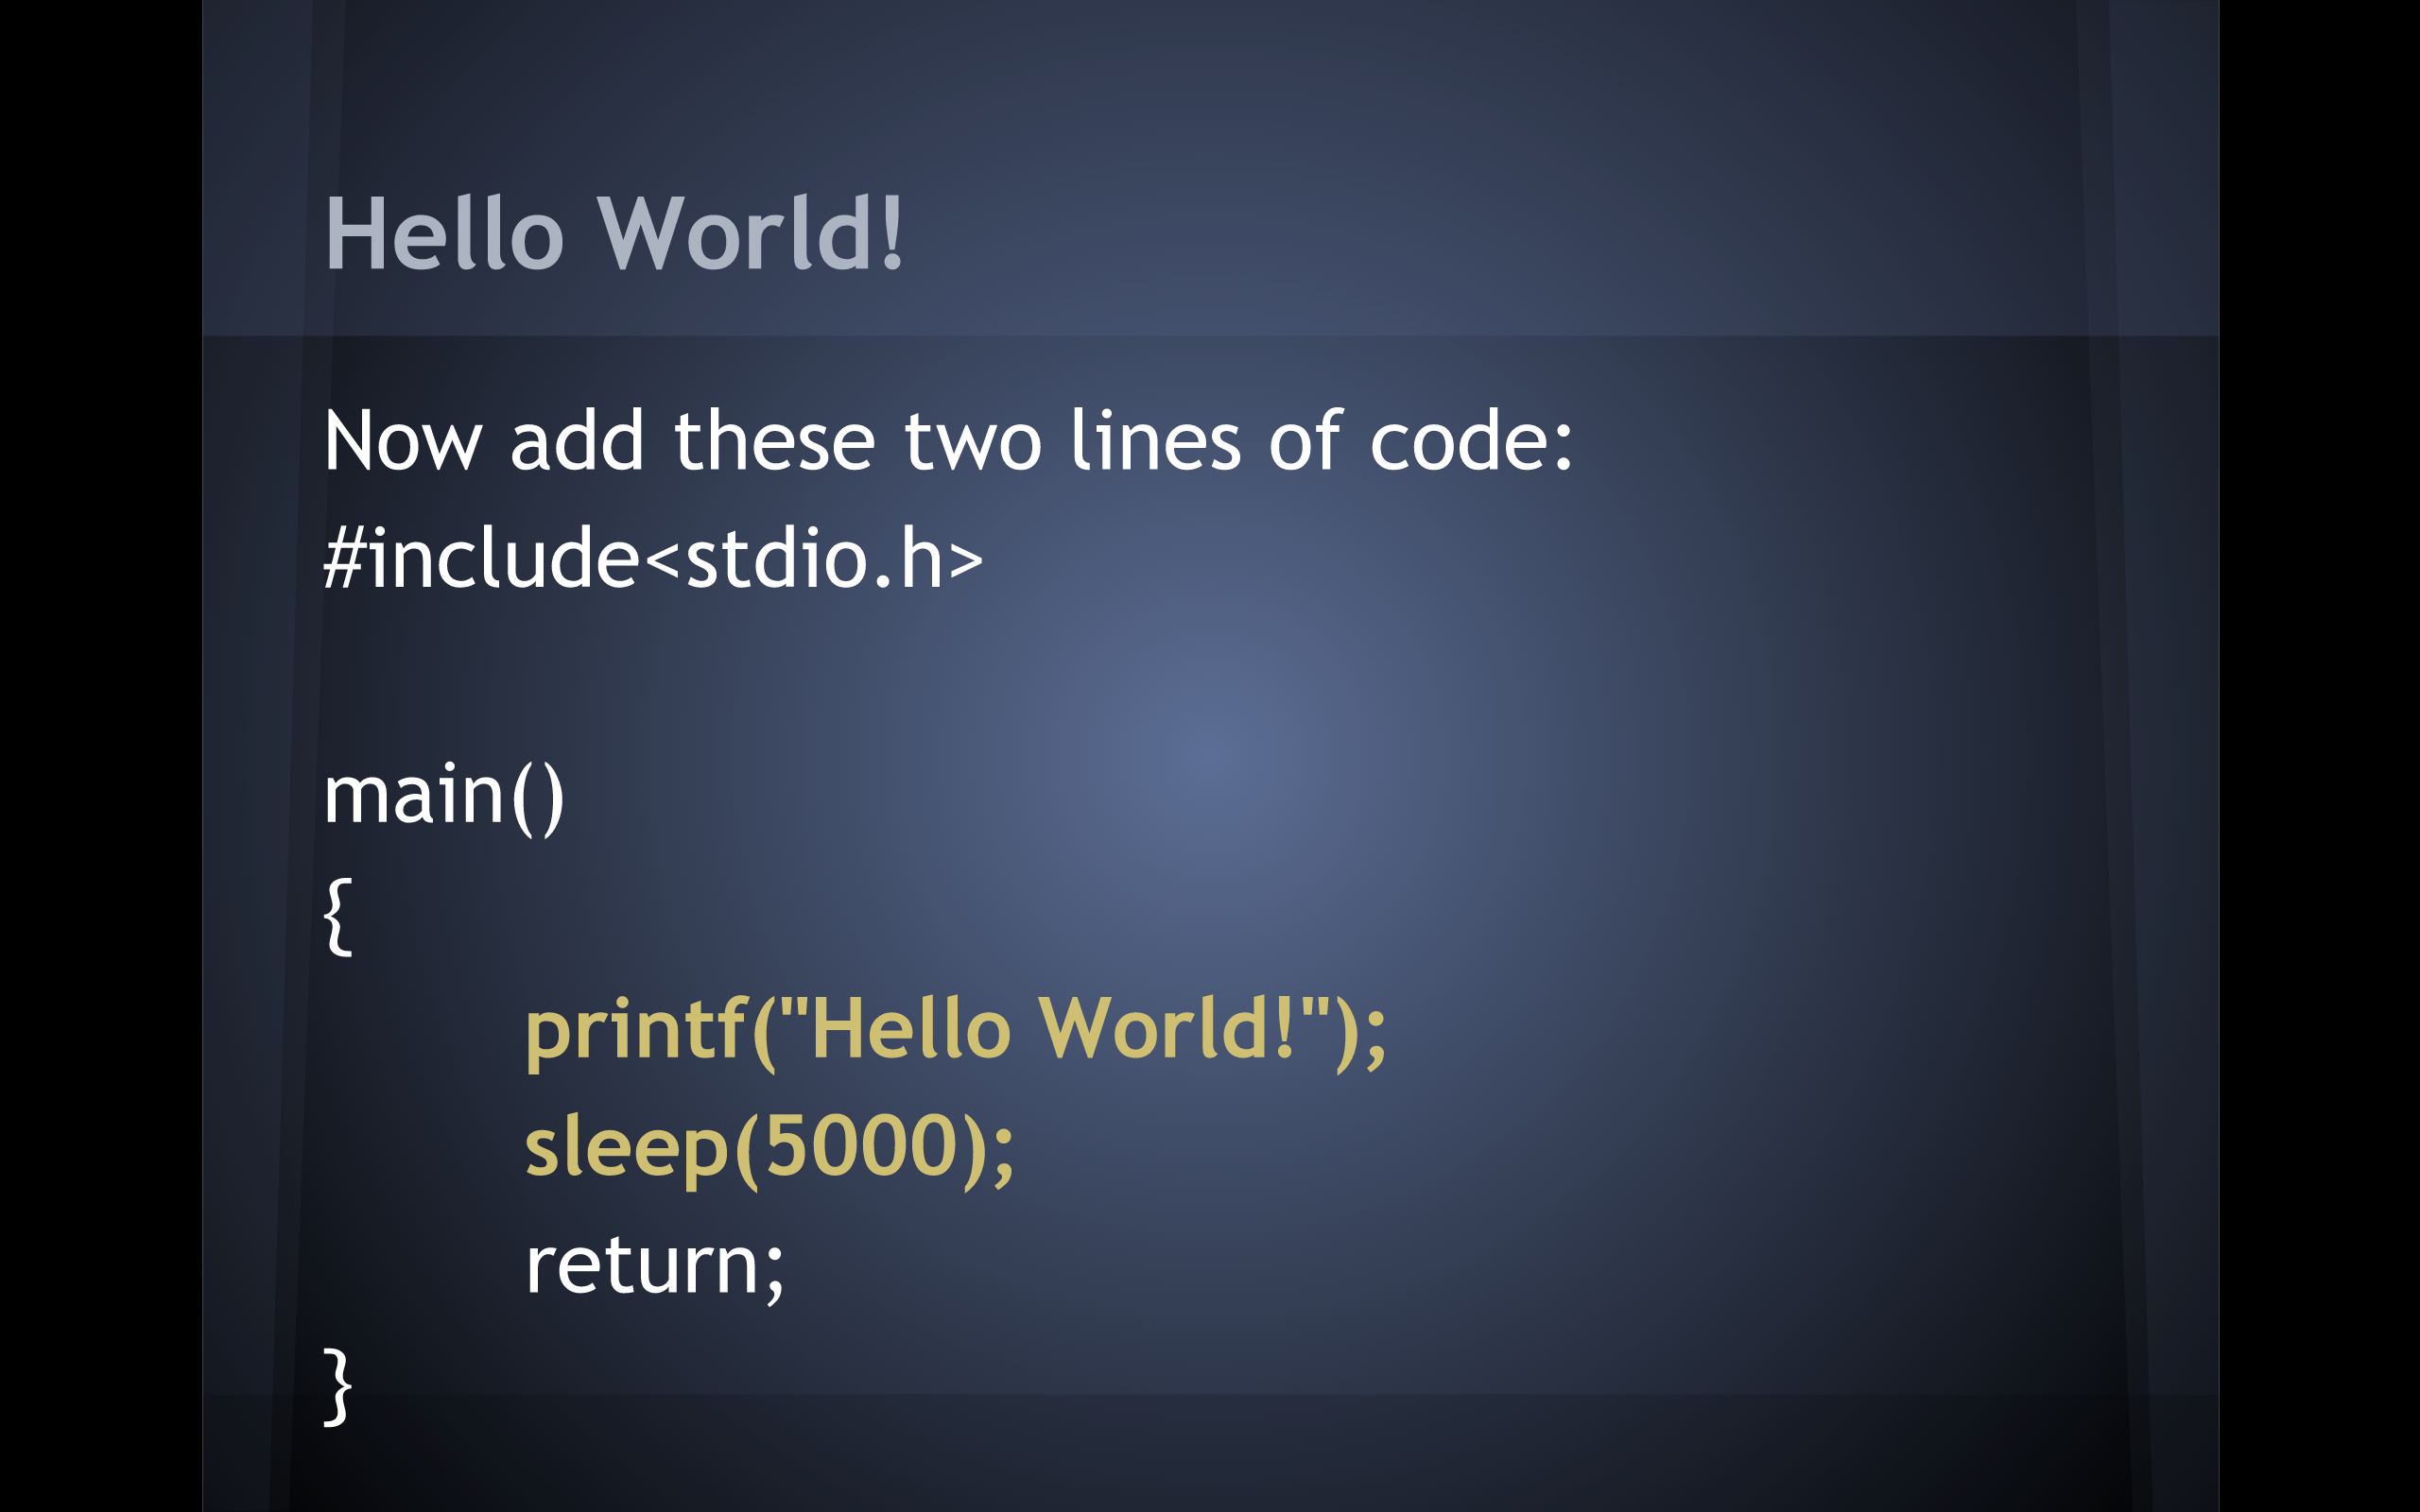 Hello World!
Now add these two lines of code:
#include<stdio.h>
main()
{
printf("Hello World!");
sleep(5000);
return;
}